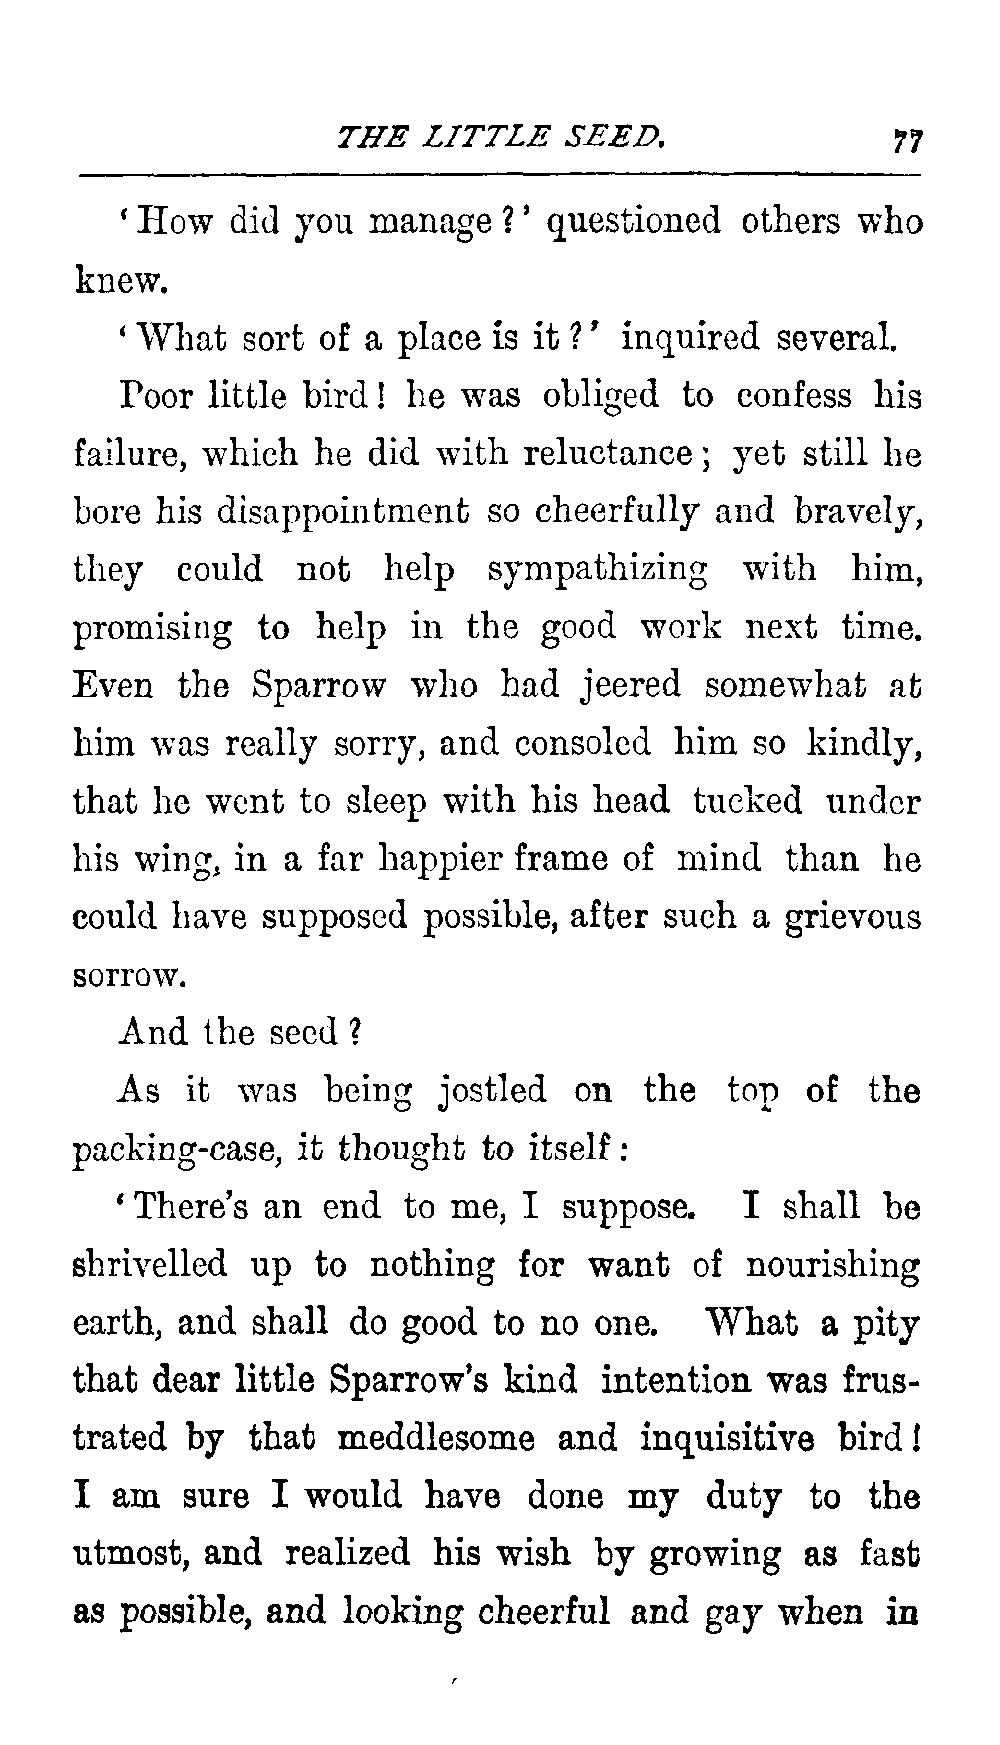 THE LITTLE SEED. 77
‘How did you manage?’ questioned others who
knew.
‘What sort of a place is it?’ inquired several.
Poor little bird! he was obliged to confess his
failure, which he did with reluctance; yet still he
bore his disappointment so cheerfully and bravely,
they could not help sympathizing with him,
promising to help in the good work next time.
Even the Sparrow who had jeered somewhat at
him was really sorry, and consoled him so kindly,
that he went to sleep with his head tucked under
his wing, in a far happier frame of mind than he
could have supposed possible, after such a grievous
sorrow.
And the seed?
As it was being jostled on the top of the
packing-case, it thought to itself:
‘There's an end to me, I suppose. I shall be
shrivelled up to nothing for want of nourishing
earth, and shall do good to no one. What a pity
that dear little Sparrow's kind intention was frus-
trated by that meddlesome and inquisitive bird!
I am sure I would have done my duty to the
utmost, and realized his wish by growing as fast
as possible, and looking cheerful and gay when in